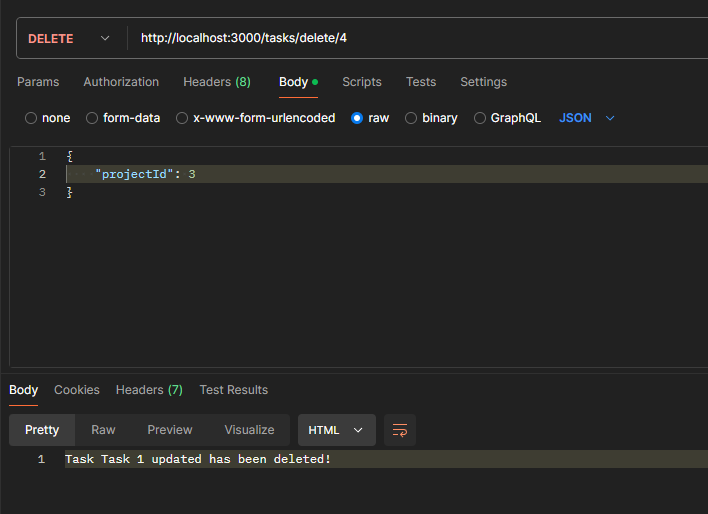 DELETE http://localhost:3000/tasks/delete/4
Params Authorization Headers (8) Body Scripts Tests Settings
none form-data x-www-form-urlencoded raw binary GraphQL JSON
1 {
2 "projectId": 3
3 }
Body Cookies Headers (7) Test Results
Pretty Raw Preview Visualize HTML
1 Task Task 1 updated has been deleted!